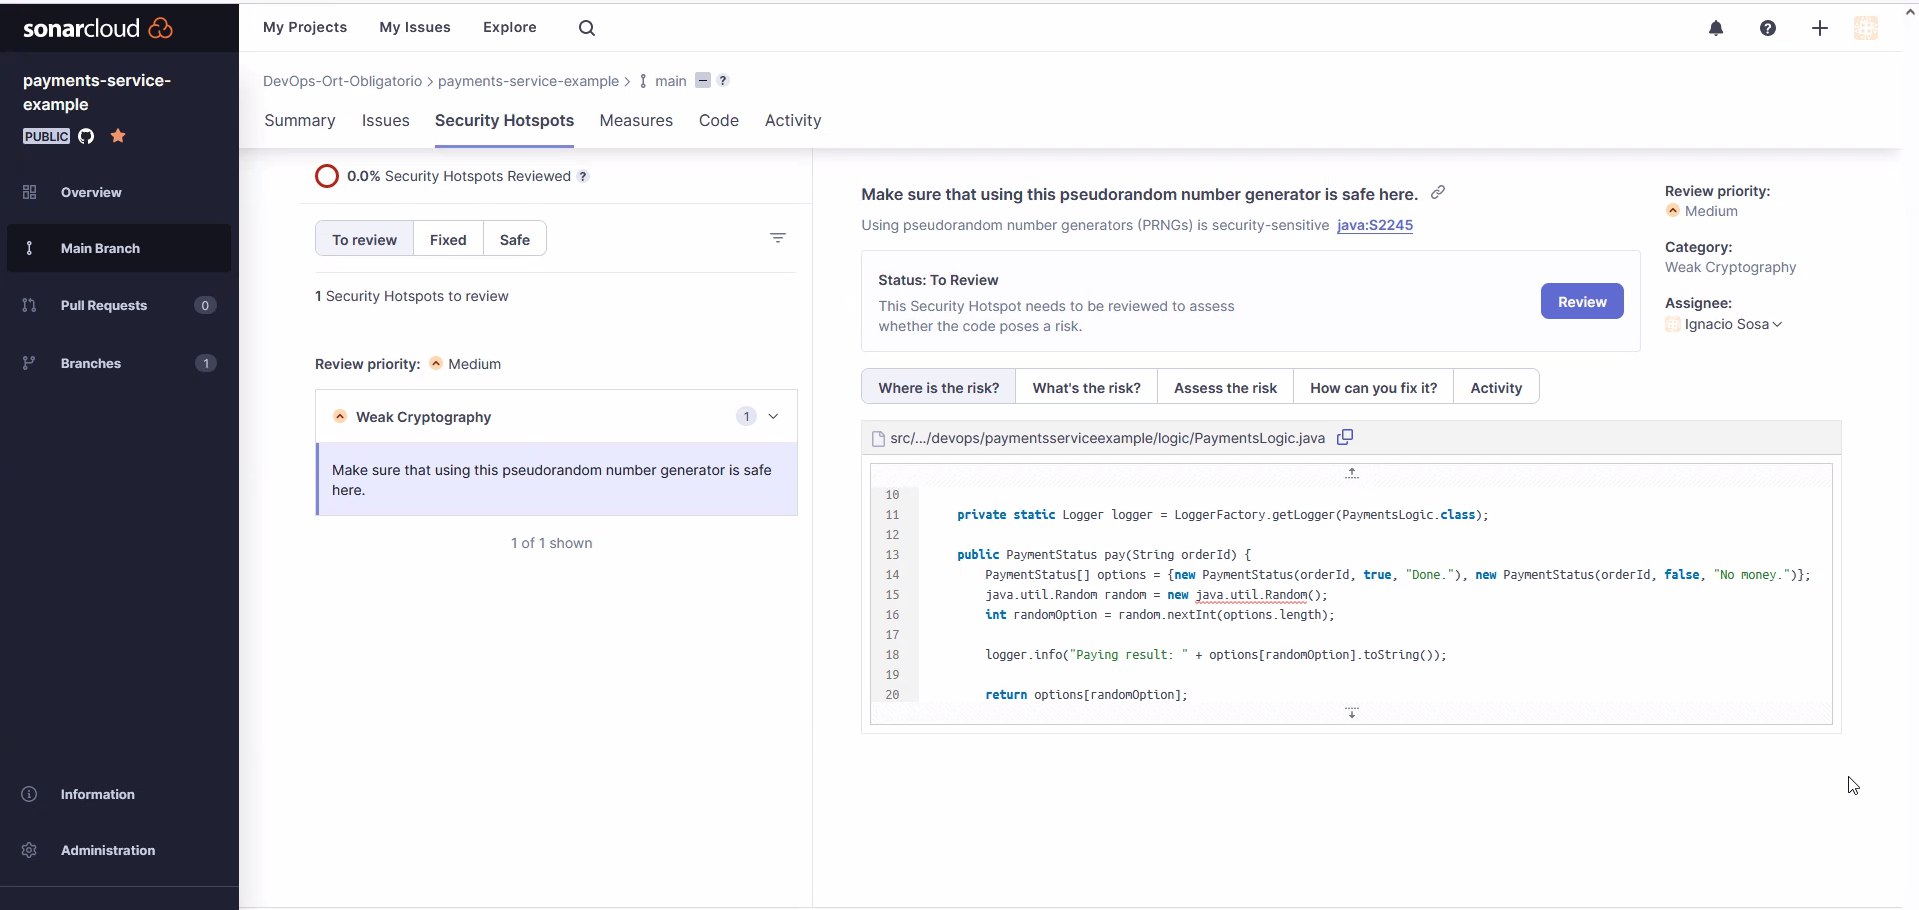 sonarcloud
My Projects My Issues Explore
payments-service-
example
PUBLIC
Overview
Main Branch
Pull Requests 0
Branches 1
Information
Administration
DevOps-Ort-Obligatorio > payments-service-example > main
Summary Issues Security Hotspots Measures Code Activity
0.0% Security Hotspots Reviewed ?
To review Fixed Safe
1 Security Hotspots to review
Review priority: Medium
Weak Cryptography 1
Make sure that using this pseudorandom number generator is safe
here.
1 of 1 shown
Make sure that using this pseudorandom number generator is safe here.
Using pseudorandom number generators (PRNGs) is security-sensitive java:S2245
Status: To Review
This Security Hotspot needs to be reviewed to assess
whether the code poses a risk.
Review
Review priority:
Medium
Category:
Weak Cryptography
Assignee:
Ignacio Sosa
Where is the risk? What's the risk? Assess the risk How can you fix it? Activity
src/.../devops/paymentsserviceexample/logic/PaymentsLogic.java
10
11 private static Logger logger = LoggerFactory.getLogger(PaymentsLogic.class);
12
13 public PaymentStatus pay(String orderId) {
14 PaymentStatus[] options = {new PaymentStatus(orderId, true, "Done."), new PaymentStatus(orderId, false, "No money.")};
15 java.util.Random random = new java.util.Random();
16 int randomOption = random.nextInt(options.length);
17
18 logger.info("Paying result: " + options[randomOption].toString());
19
20 return options[randomOption];